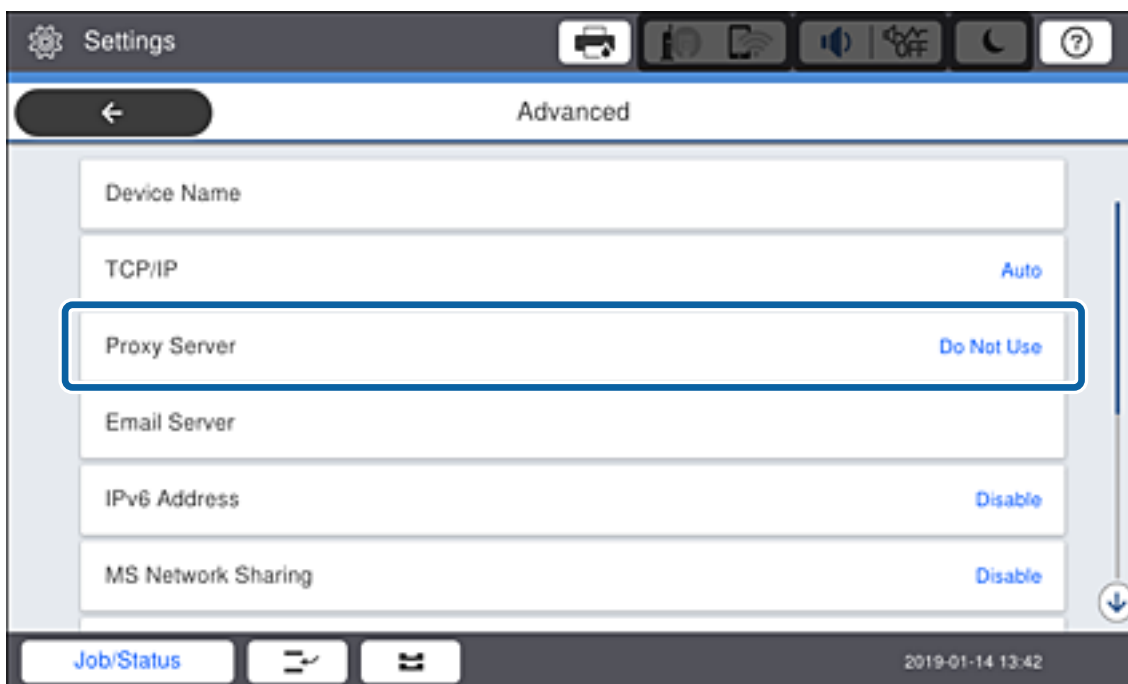 Settings
OFF
?
Advanced
Device Name
TCP/IP Auto
Proxy Server Do Not Use
Email Server
IPv6 Address Disable
MS Network Sharing Disable
Job/Status 2019-01-14 13:42